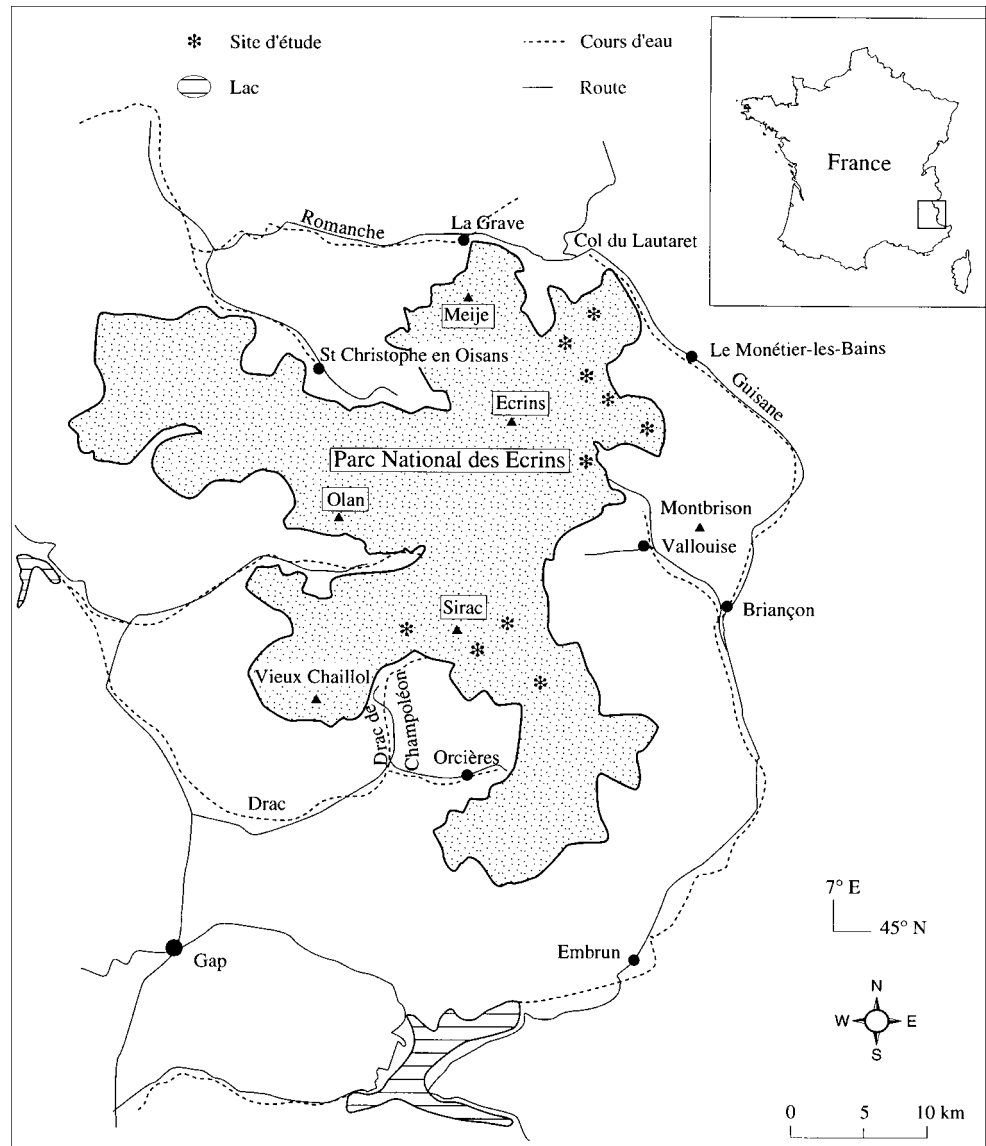 Site d'étude
Cours d'eau
Lac
Route
France
Romanche
La Grave
Col du Lautaret
Meije
St Christophe en Oisans
Le Monétier-les-Bains
Guisane
Ecrins
Parc National des Ecrins
Olan
Montbrison
Vallouise
Sirac
Briançon
Vieux Chaillol
Drac de
Champoléon
Orcières
Drac
7° E
45° N
Gap
Embrun
N
W
E
S
0 5 10 km